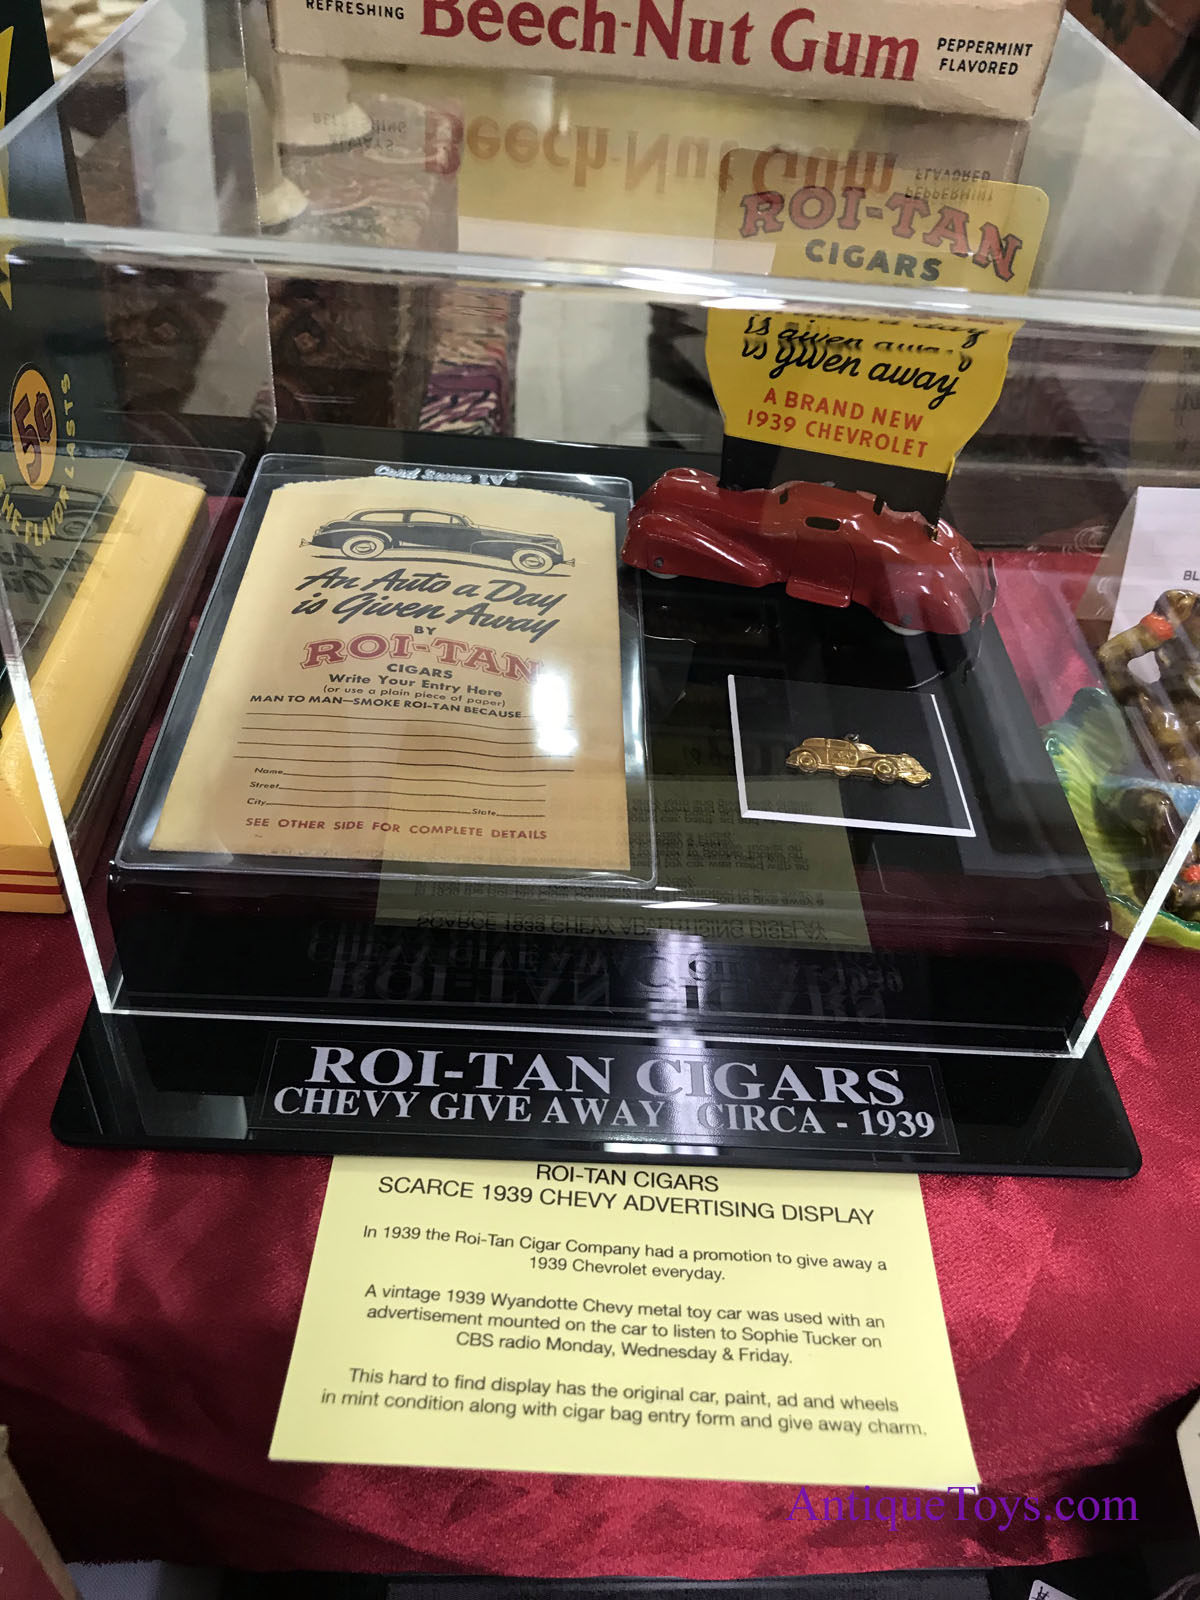 REFRESHING
Beech-Nut Gum
PEPPERMINT
FLAVORED
ROI-TAN
CIGARS
is given away
A BRAND NEW
1939 CHEVROLET
5¢
LASTS
THE FLAVOR
An Auto a Day
is Given Away
BY
ROI-TAN
CIGARS
Write Your Entry Here
(or use a plain piece of paper)
MAN TO MAN—SMOKE ROI-TAN BECAUSE
Name
Street
City State
SEE OTHER SIDE FOR COMPLETE DETAILS
BL
ROI-TAN CIGARS
CHEVY GIVE AWAY CIRCA - 1939
ROI-TAN CIGARS
SCARCE 1939 CHEVY ADVERTISING DISPLAY
In 1939 the Roi-Tan Cigar Company had a promotion to give away a
1939 Chevrolet everyday.
A vintage 1939 Wyandotte Chevy metal toy car was used with an
advertisement mounted on the car to listen to Sophie Tucker on
CBS radio Monday, Wednesday & Friday.
This hard to find display has the original car, paint, ad and wheels
in mint condition along with cigar bag entry form and give away charm.
AntiqueToys.com